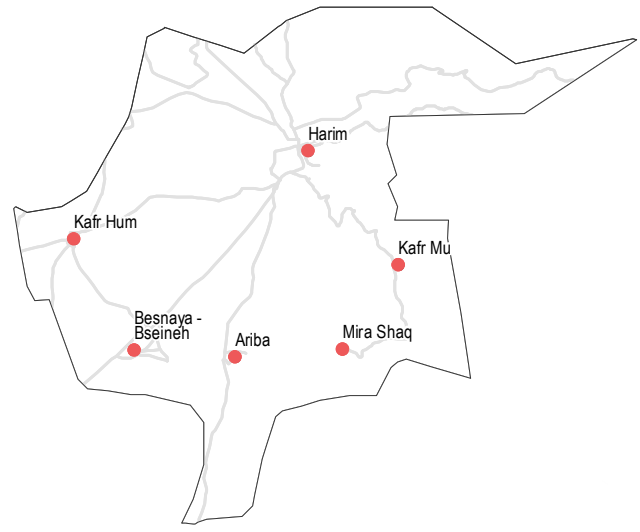 Harim
Kafr Hum
Kafr Mu
Besnaya -
Bseineh
Ariba
Mira Shaq